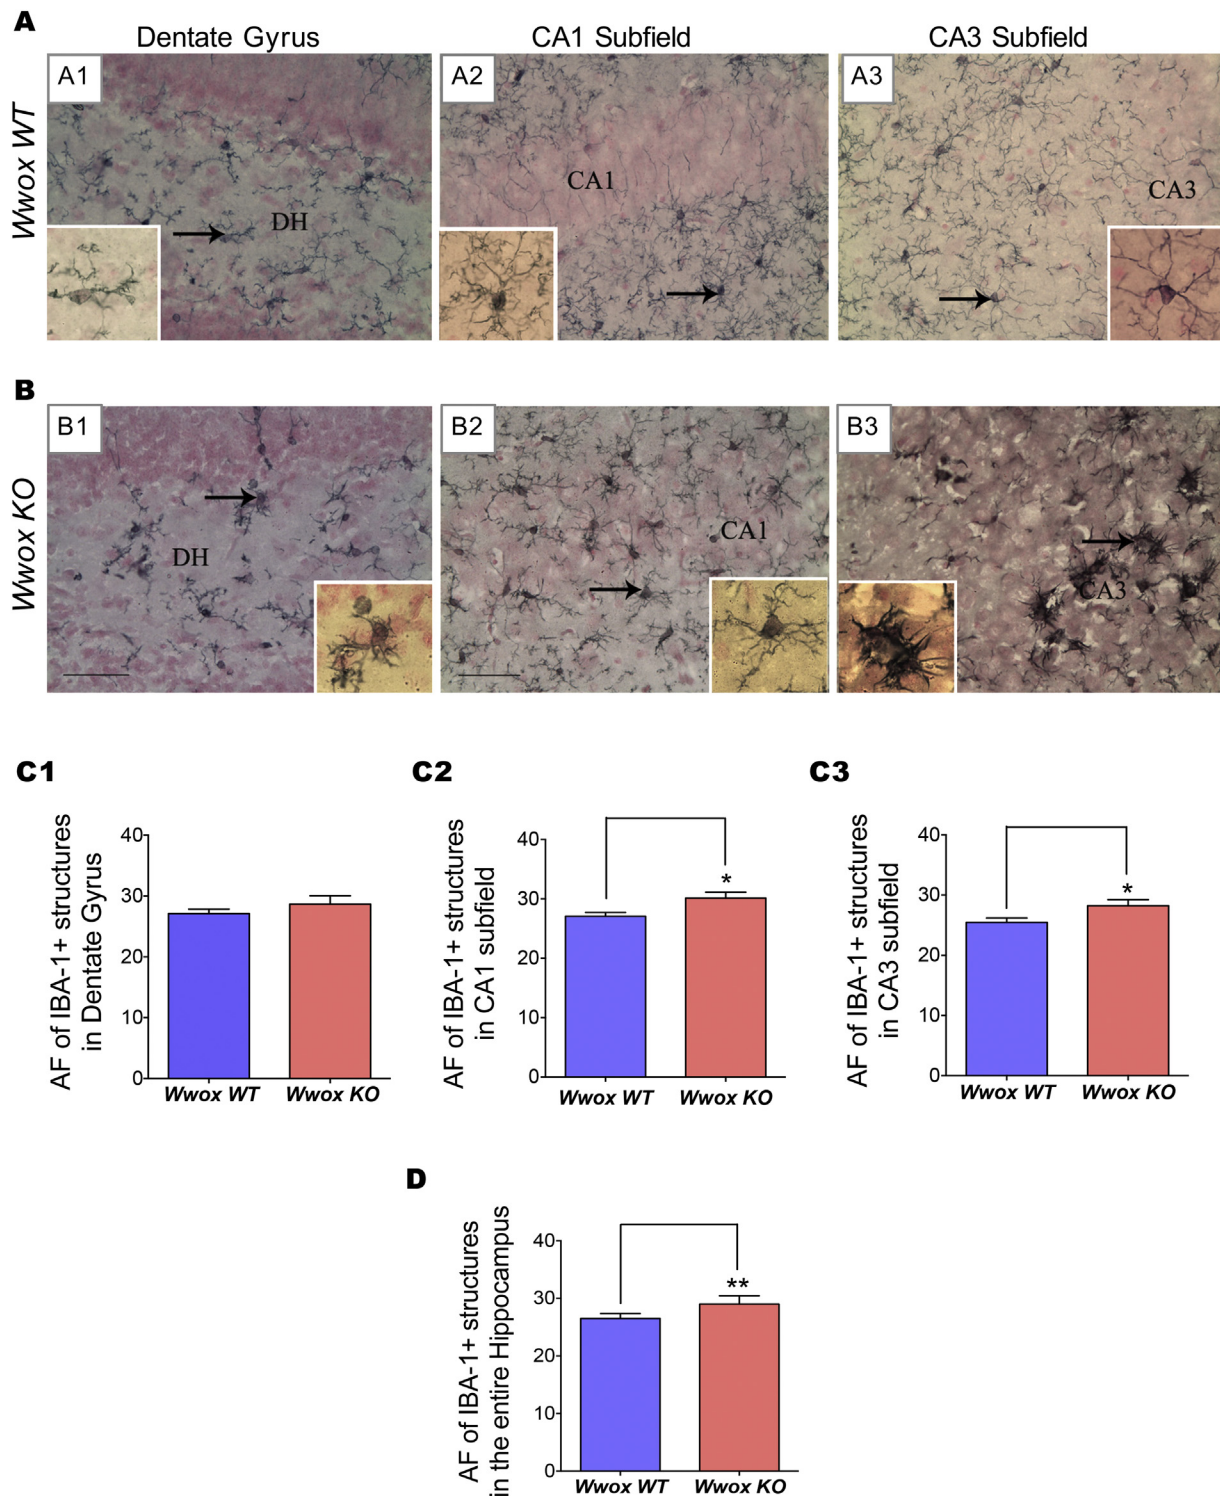 A
Dentate Gyrus
CA1 Subfield
CA3 Subfield
Wwox WT
A1
A2
A3
DH
CA1
CA3
B
Wwox KO
B1
B2
B3
DH
CA1
CA3
C1
C2
C3
AF of IBA-1+ structures
in Dentate Gyrus
40
30
20
10
0
Wwox WT
Wwox KO
AF of IBA-1+ structures
in CA1 subfield
40
30
20
10
0
*
Wwox WT
Wwox KO
AF of IBA-1+ structures
in CA3 subfield
40
30
20
10
0
*
Wwox WT
Wwox KO
D
AF of IBA-1+ structures
in the entire Hippocampus
40
30
20
10
0
**
Wwox WT
Wwox KO